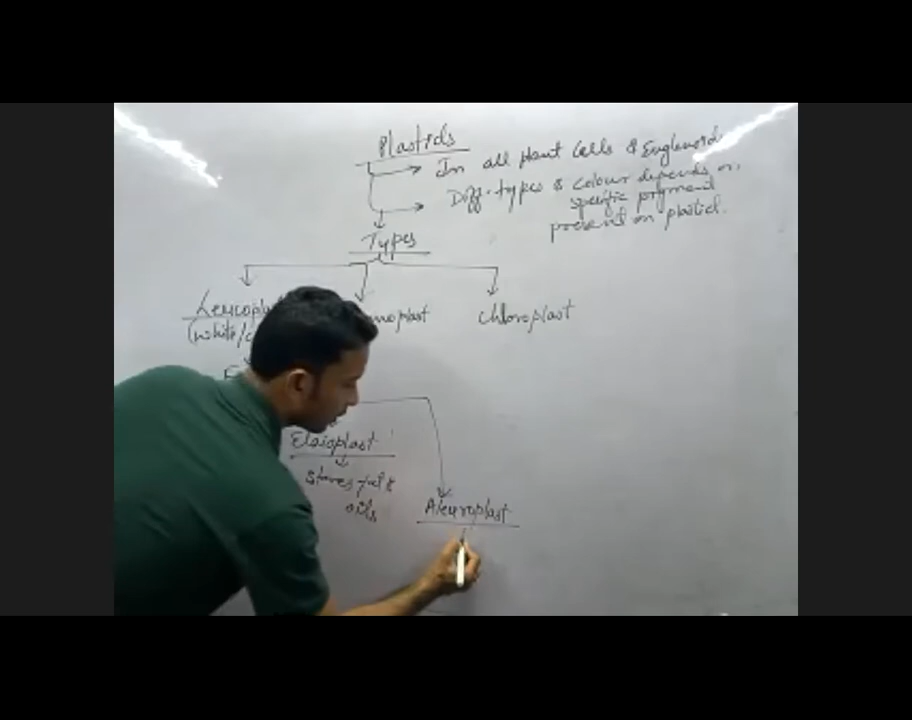 Plastids
In all plant cells & Euglenoid
Diff. types & colour depends on
specific pigment
present on plastid.
Types
Leucoplast
moplast
chloroplast
(white/c
Elaioplast
stores fat &
oils
Aleuroplast